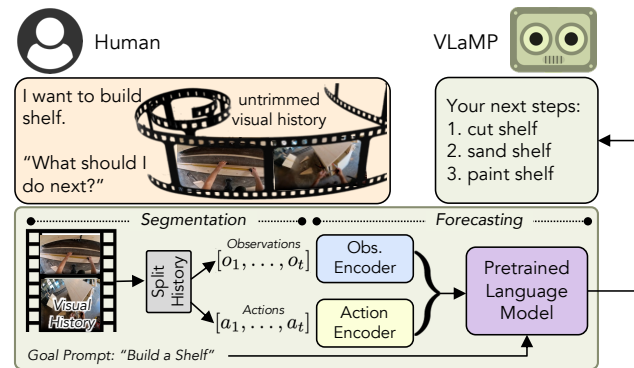 Human
VLaMP
I want to build
shelf.
“What should I
do next?”
untrimmed
visual history
Your next steps:
1. cut shelf
2. sand shelf
3. paint shelf
Segmentation
Forecasting
Visual
History
Split
History
Observations
[o₁, . . . , oₜ]
Actions
[a₁, . . . , aₜ]
Obs.
Encoder
Action
Encoder
Pretrained
Language
Model
Goal Prompt: “Build a Shelf”